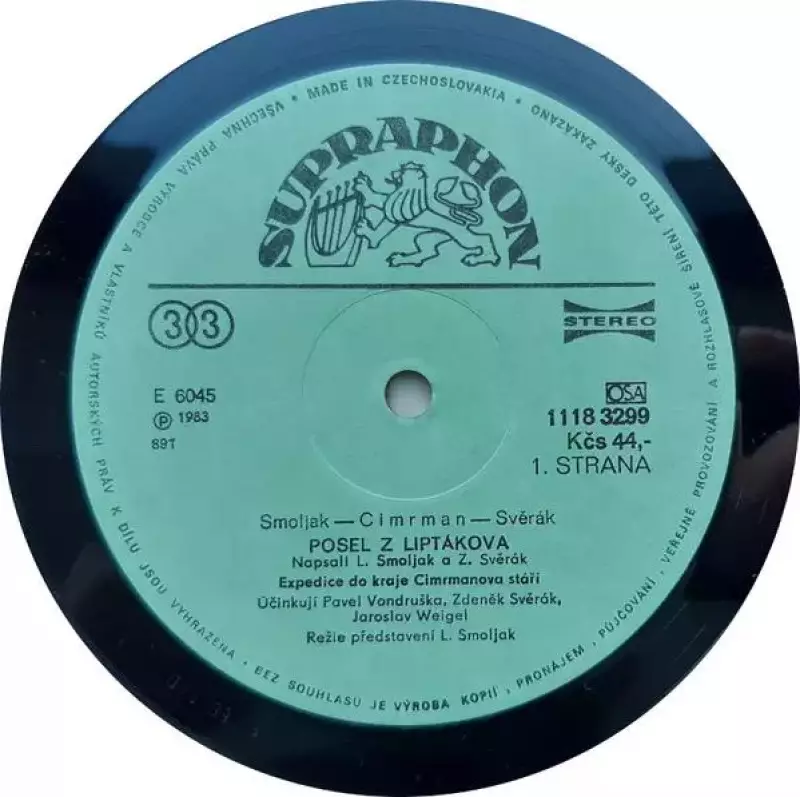 • MADE IN CZECHOSLOVAKIA •
VŠECHNA PRÁVA VÝROBCE A VLASTNÍKŮ AUTORSKÝCH PRÁV K DÍLU JSOU VYHRAZENA • BEZ SOUHLASU JE VÝROBA KOPIÍ, PRONÁJEM, PŮJČOVÁNÍ, VEŘEJNÉ PROVOZOVÁNÍ A ROZHLASOVÉ ŠÍŘENÍ TÉTO DESKY ZAKÁZÁNO
SUPRAPHON
33
STEREO
E 6045
Ⓟ 1983
891
OSA
1118 3299
Kčs 44,-
1. STRANA
Smoljak — Cimrman — Svěrák
POSEL Z LIPTÁKOVA
Napsali L. Smoljak a Z. Svěrák
Expedice do kraje Cimrmanova stáří
Účinkují Pavel Vondruška, Zdeněk Svěrák,
Jaroslav Weigel
Režie představení L. Smoljak